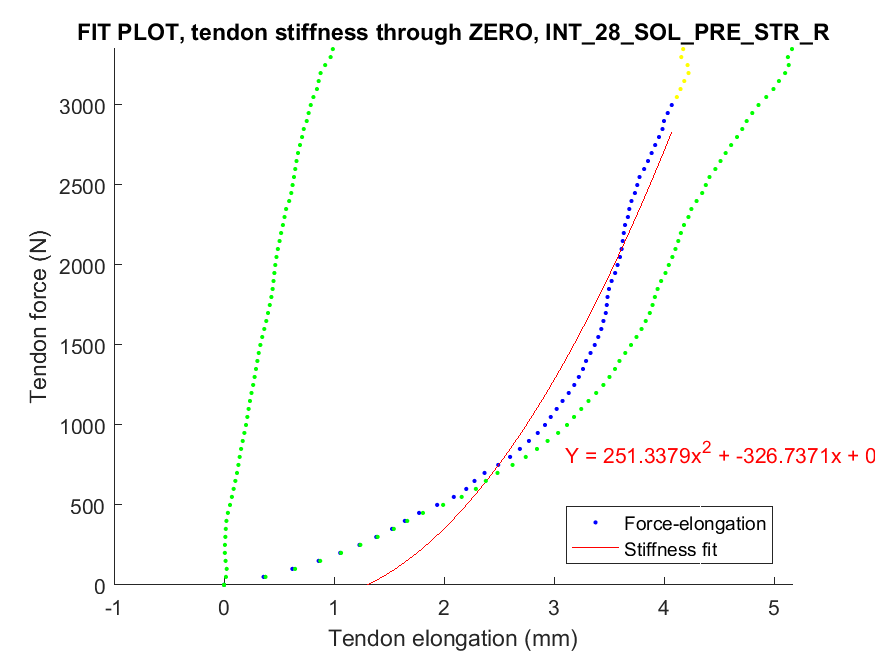 FIT PLOT, tendon stiffness through ZERO, INT_28_SOL_PRE_STR_R
Tendon force (N)
3000
2500
2000
1500
1000
500
0
Y = 251.3379x² + -326.7371x + 0
Force-elongation
Stiffness fit
-1 0 1 2 3 4 5
Tendon elongation (mm)